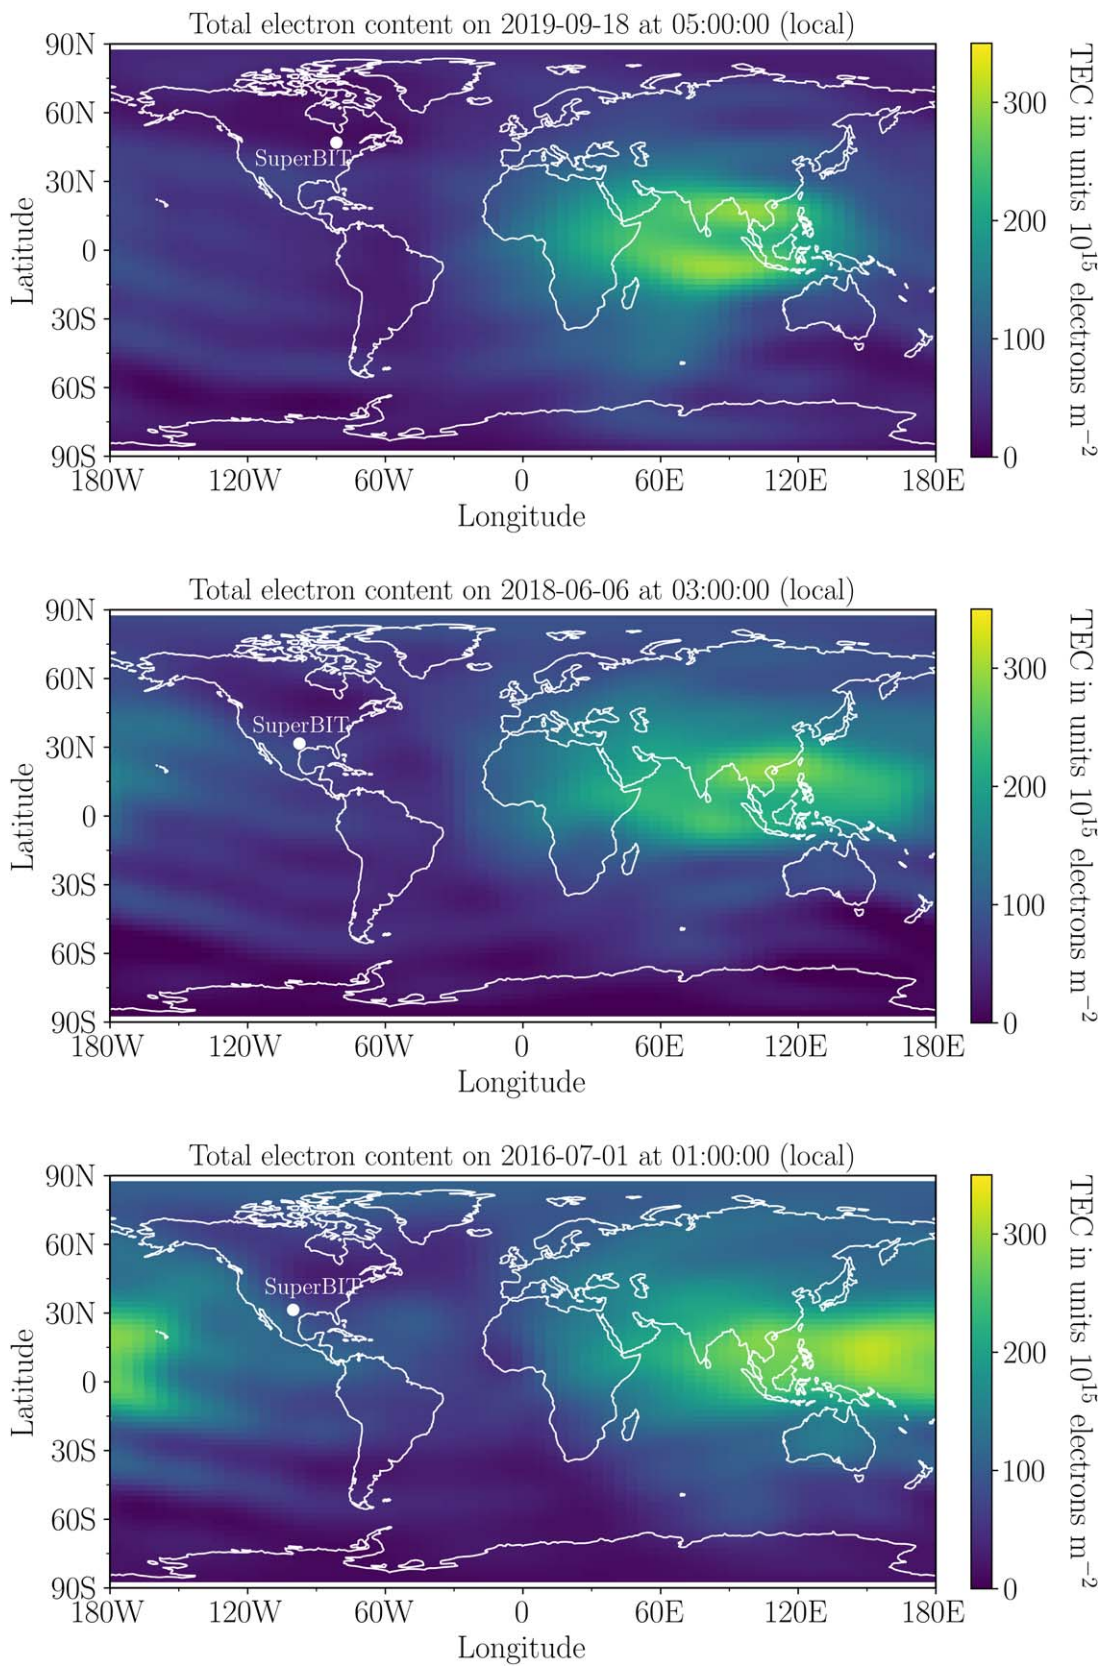 Total electron content on 2019-09-18 at 05:00:00 (local)
90N
60N
30N
0
30S
60S
90S
Latitude
SuperBIT
180W 120W 60W 0 60E 120E 180E
Longitude
300
200
100
0
TEC in units 10^15 electrons m^−2
Total electron content on 2018-06-06 at 03:00:00 (local)
90N
60N
30N
0
30S
60S
90S
Latitude
SuperBIT
180W 120W 60W 0 60E 120E 180E
Longitude
300
200
100
0
TEC in units 10^15 electrons m^−2
Total electron content on 2016-07-01 at 01:00:00 (local)
90N
60N
30N
0
30S
60S
90S
Latitude
SuperBIT
180W 120W 60W 0 60E 120E 180E
Longitude
300
200
100
0
TEC in units 10^15 electrons m^−2